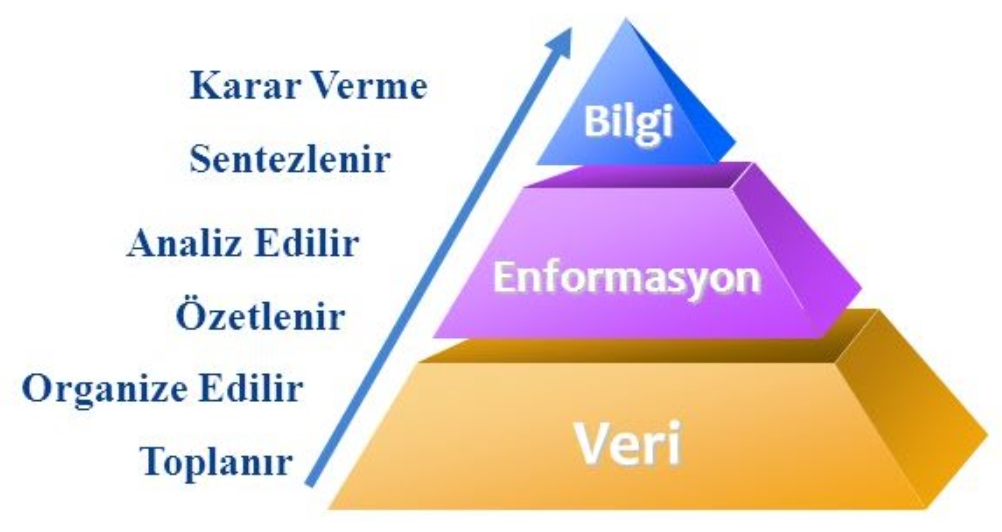 Karar Verme
Sentezlenir
Analiz Edilir
Özetlenir
Organize Edilir
Toplanır
Bilgi
Enformasyon
Veri